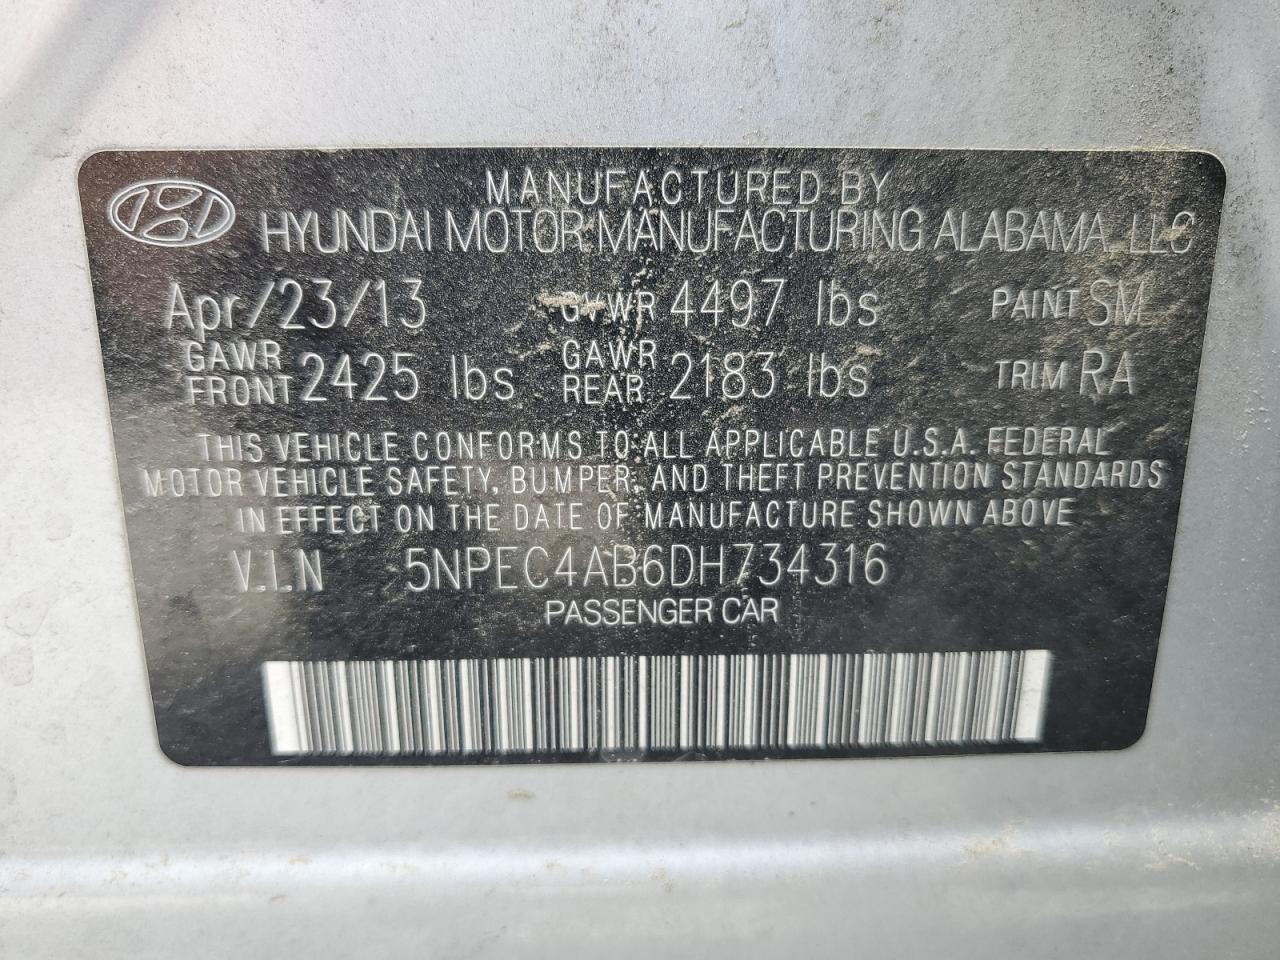 MANUFACTURED BY
HYUNDAI MOTOR MANUFACTURING ALABAMA, LLC
Apr/23/13 GVWR 4497 lbs PAINT SM
GAWR FRONT 2425 lbs GAWR REAR 2183 lbs TRIM RA
THIS VEHICLE CONFORMS TO ALL APPLICABLE U.S.A. FEDERAL
MOTOR VEHICLE SAFETY, BUMPER, AND THEFT PREVENTION STANDARDS
IN EFFECT ON THE DATE OF MANUFACTURE SHOWN ABOVE
V.I.N 5NPEC4AB6DH734316
PASSENGER CAR